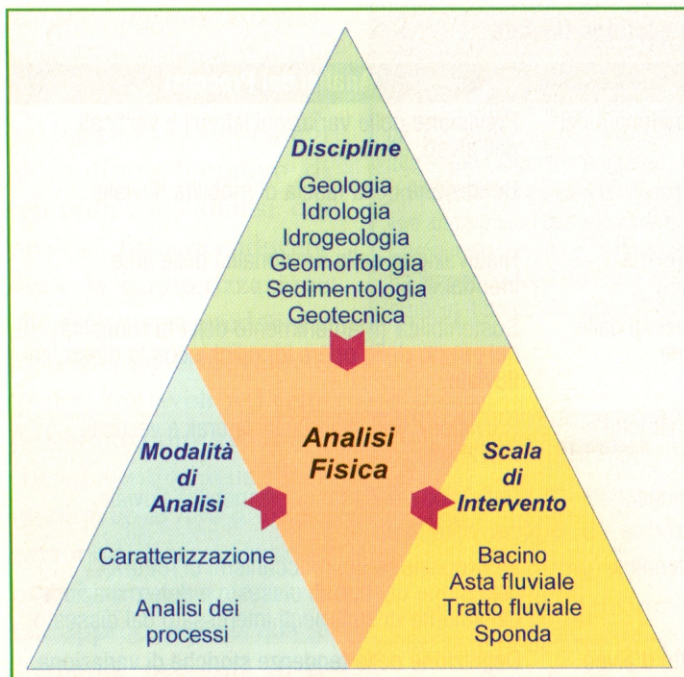 Discipline
Geologia
Idrologia
Idrogeologia
Geomorfologia
Sedimentologia
Geotecnica
Analisi
Fisica
Modalità
di
Analisi
Caratterizzazione
Analisi dei
processi
Scala
di
Intervento
Bacino
Asta fluviale
Tratto fluviale
Sponda